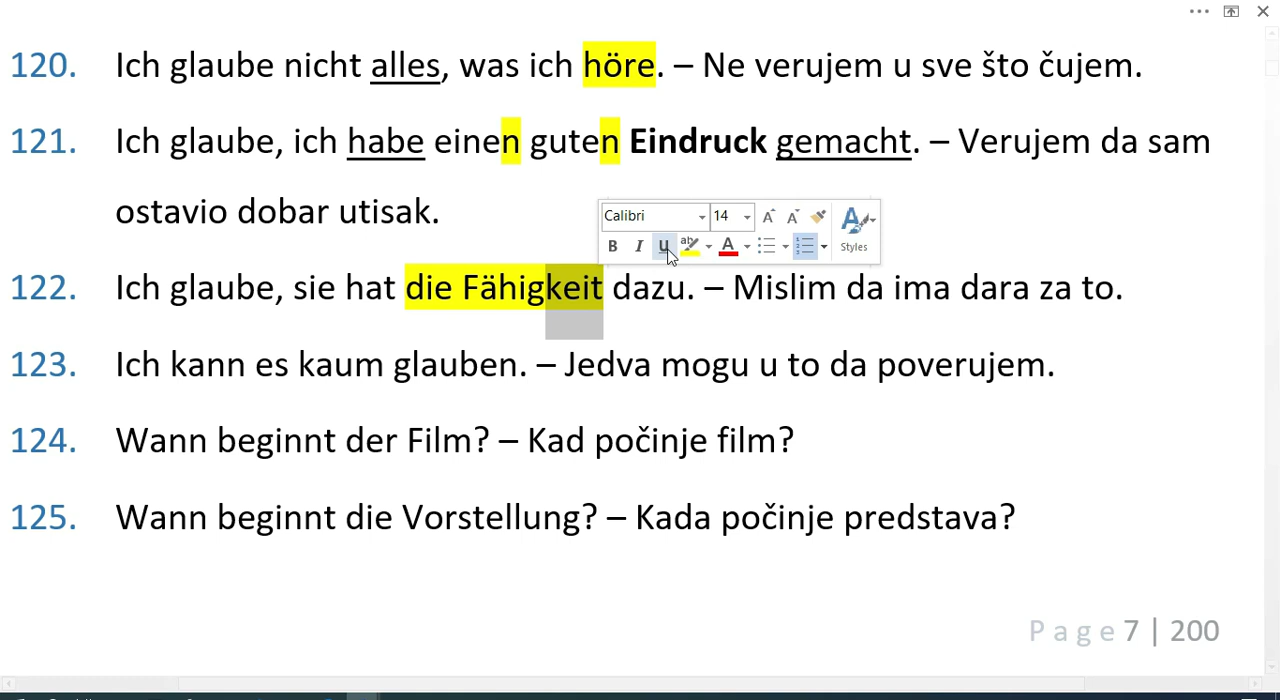 120. Ich glaube nicht alles, was ich höre. – Ne verujem u sve što čujem.
121. Ich glaube, ich habe einen guten Eindruck gemacht. – Verujem da sam
ostavio dobar utisak.
Calibri 14
Styles
122. Ich glaube, sie hat die Fähigkeit dazu. – Mislim da ima dara za to.
123. Ich kann es kaum glauben. – Jedva mogu u to da poverujem.
124. Wann beginnt der Film? – Kad počinje film?
125. Wann beginnt die Vorstellung? – Kada počinje predstava?
Page 7 | 200